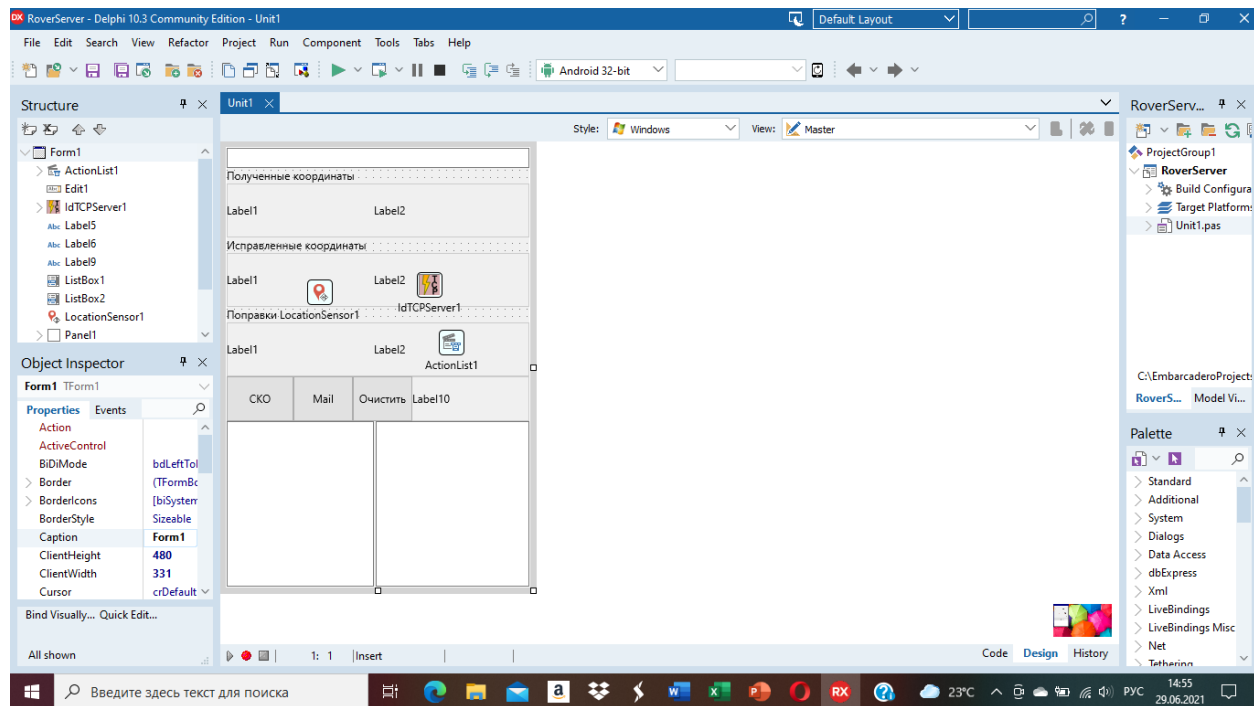 RoverServer - Delphi 10.3 Community Edition - Unit1
Default Layout
File Edit Search View Refactor Project Run Component Tools Tabs Help
Android 32-bit
Structure
Form1
ActionList1
Edit1
IdTCPServer1
Label5
Label6
Label9
ListBox1
ListBox2
LocationSensor1
Panel1
Object Inspector
Form1 TForm1
Properties Events
Action
ActiveControl
BiDiMode bdLeftTol
Border (TFormBo
BorderIcons [biSystem
BorderStyle Sizeable
Caption Form1
ClientHeight 480
ClientWidth 331
Cursor crDefault
Bind Visually... Quick Edit...
All shown
Unit1
Style: Windows View: Master
Полученные координаты
Label1 Label2
Исправленные координаты
Label1 Label2
IdTCPServer1
Поправки LocationSensor1
Label1 Label2
ActionList1
СКО Mail Очистить Label10
1: 1 Insert
Code Design History
RoverServ...
ProjectGroup1
RoverServer
Build Configura
Target Platforms
Unit1.pas
C:\EmbarcaderoProjects
RoverS... Model Vi...
Palette
Standard
Additional
System
Dialogs
Data Access
dbExpress
Xml
LiveBindings
LiveBindings Misc
Net
Tethering
Введите здесь текст для поиска
23°C
РУС
14:55
29.06.2021